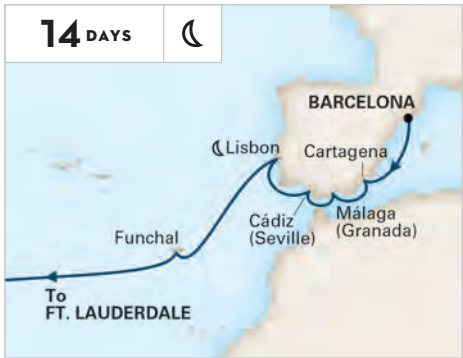 14 DAYS
BARCELONA
Lisbon
Cartagena
Cádiz
(Seville)
Málaga
(Granada)
Funchal
To
FT. LAUDERDALE